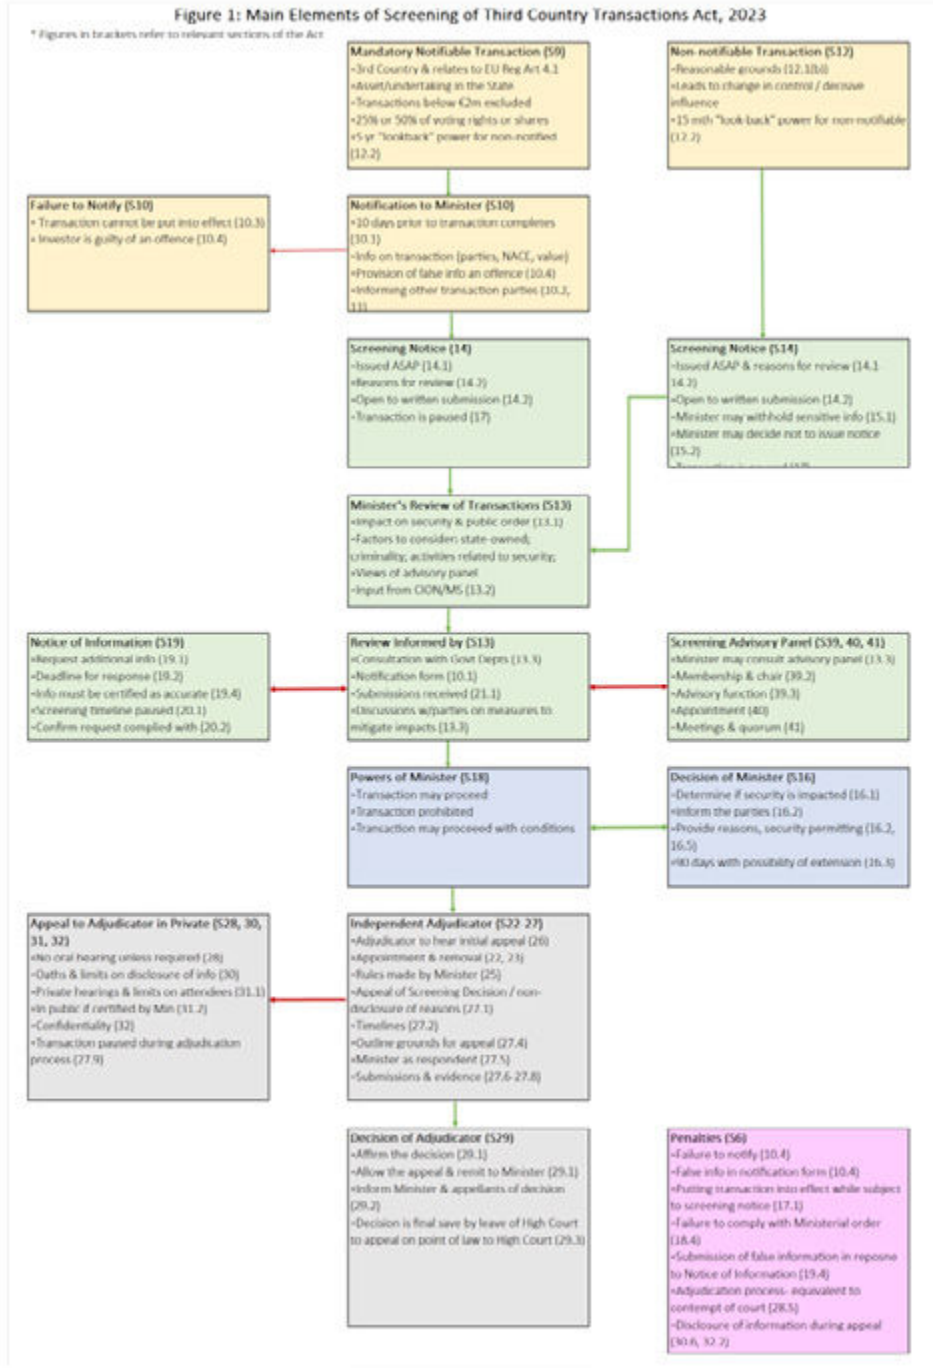 Figure 1: Main Elements of Screening of Third Country Transactions Act, 2023
* Figures in brackets refer to relevant sections of the Act
Mandatory Notifiable Transaction (S9)
•3rd Country & relates to EU Reg Art 4.1
•Asset/undertaking in the State
•Transactions below €2m excluded
•25% or 50% of voting rights or shares
•5 yr "lookback" power for non-notified
(12.2)
Non-notifiable Transaction (S12)
•Reasonable grounds (12.1(b))
•Leads to change in control / decisive
influence
•15 mth "look-back" power for non-notifiable
(12.2)
Failure to Notify (S10)
• Transaction cannot be put into effect (10.3)
• Investor is guilty of an offence (10.4)
Notification to Minister (S10)
•10 days prior to transaction completes
(10.1)
•Info on transaction (parties, NACE, value)
•Provision of false info an offence (10.4)
•Informing other transaction parties (10.2,
11)
Screening Notice (14)
•Issued ASAP (14.1)
•Reasons for review (14.2)
•Open to written submission (14.2)
•Transaction is paused (17)
Screening Notice (S14)
•Issued ASAP & reasons for review (14.1-
14.2)
•Open to written submission (14.2)
•Minister may withhold sensitive info (15.1)
•Minister may decide not to issue notice
(15.2)
•Transaction is paused (17)
Minister's Review of Transactions (S13)
•Impact on security & public order (13.1)
•Factors to consider: state-owned;
criminality; activities related to security;
•Views of advisory panel
•Input from CION/MS (13.2)
Notice of Information (S19)
•Request additional info (19.1)
•Deadline for response (19.2)
•Info must be certified as accurate (19.4)
•Screening timeline paused (20.1)
•Confirm request complied with (20.2)
Review Informed by (S13)
•Consultation with Govt Depts (13.3)
•Notification form (10.1)
•Submissions received (21.1)
•Discussions w/parties on measures to
mitigate impacts (13.3)
Screening Advisory Panel (S39, 40, 41)
•Minister may consult advisory panel (13.3)
•Membership & chair (39.2)
•Advisory function (39.3)
•Appointment (40)
•Meetings & quorum (41)
Powers of Minister (S18)
•Transaction may proceed
•Transaction prohibited
•Transaction may proceeed with conditions
Decision of Minister (S16)
•Determine if security is impacted (16.1)
•Inform the parties (16.2)
•Provide reasons, security permitting (16.2,
16.5)
•90 days with possibility of extension (16.3)
Appeal to Adjudicator in Private (S28, 30,
31, 32)
•No oral hearing unless required (28)
•Oaths & limits on disclosure of info (30)
•Private hearings & limits on attendees (31.1)
•In public if certified by Min (31.2)
•Confidentiality (32)
•Transaction paused during adjudication
process (27.9)
Independent Adjudicator (S22-27)
•Adjudicator to hear initial appeal (26)
•Appointment & removal (22, 23)
•Rules made by Minister (25)
•Appeal of Screening Decision / non-
disclosure of reasons (27.1)
•Timelines (27.2)
•Outline grounds for appeal (27.4)
•Minister as respondent (27.5)
•Submissions & evidence (27.6-27.8)
Decision of Adjudicator (S29)
•Affirm the decision (29.1)
•Allow the appeal & remit to Minister (29.1)
•Inform Minister & appellants of decision
(29.2)
•Decision is final save by leave of High Court
to appeal on point of law to High Court (29.3)
Penalties (S6)
•Failure to notify (10.4)
•False info in notification form (10.4)
•Putting transaction into effect while subject
to screening notice (17.1)
•Failure to comply with Ministerial order
(18.4)
•Submission of false information in reposne
to Notice of Information (19.4)
•Adjudication process- equivalent to
contempt of court (28.5)
•Disclosure of information during appeal
(30.6, 32.2)